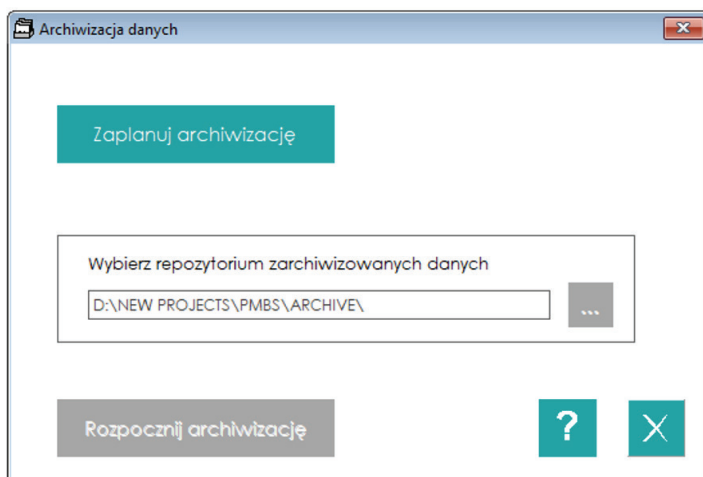 Archiwizacja danych
Zaplanuj archiwizację
Wybierz repozytorium zarchiwizowanych danych
D:\NEW PROJECTS\PMBS\ARCHIVE\
...
Rozpocznij archiwizację
?
X